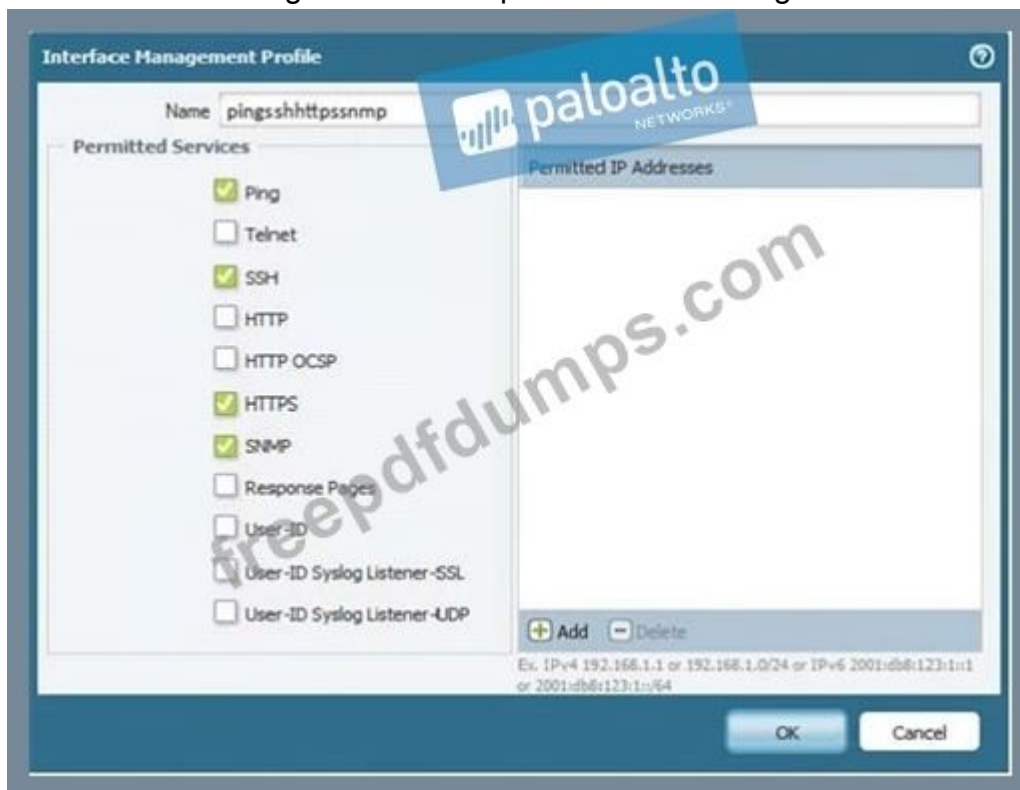 Interface Management Profile
Name pingsshhttpssnmp
paloalto
NETWORKS
Permitted Services
Ping
Telnet
SSH
HTTP
HTTP OCSP
HTTPS
SNMP
Response Pages
User-ID
User-ID Syslog Listener-SSL
User-ID Syslog Listener-UDP
Permitted IP Addresses
Add Delete
Ex. IPv4 192.168.1.1 or 192.168.1.0/24 or IPv6 2001:db8:123:1::1
or 2001:db8:123:1::/64
OK Cancel
freepdfdumps.com